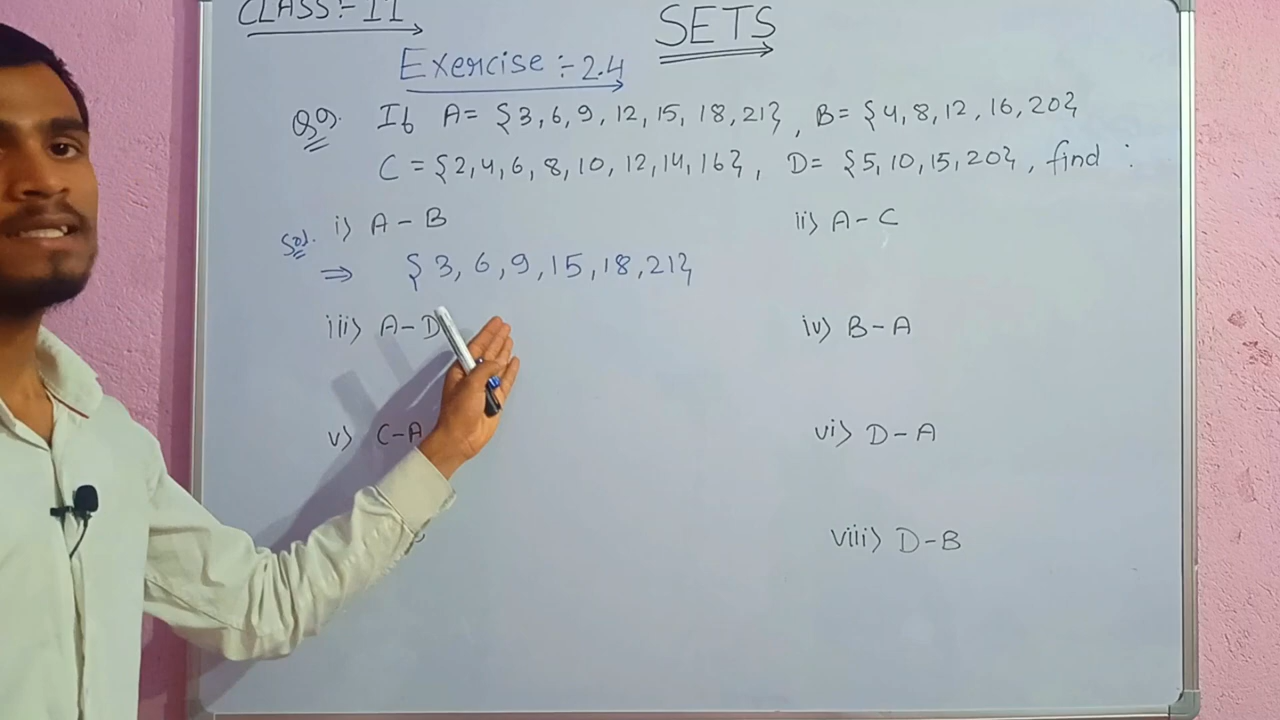 CLASS:- 11
SETS
Exercise :- 2.4
Q9. If A = {3, 6, 9, 12, 15, 18, 21}, B = {4, 8, 12, 16, 20}
C = {2, 4, 6, 8, 10, 12, 14, 16}, D = {5, 10, 15, 20}, find :
Sol. i) A - B
ii) A - C
⇒ {3, 6, 9, 15, 18, 21}
iii) A - D
iv) B - A
v) C - A
vi) D - A
viii) D - B